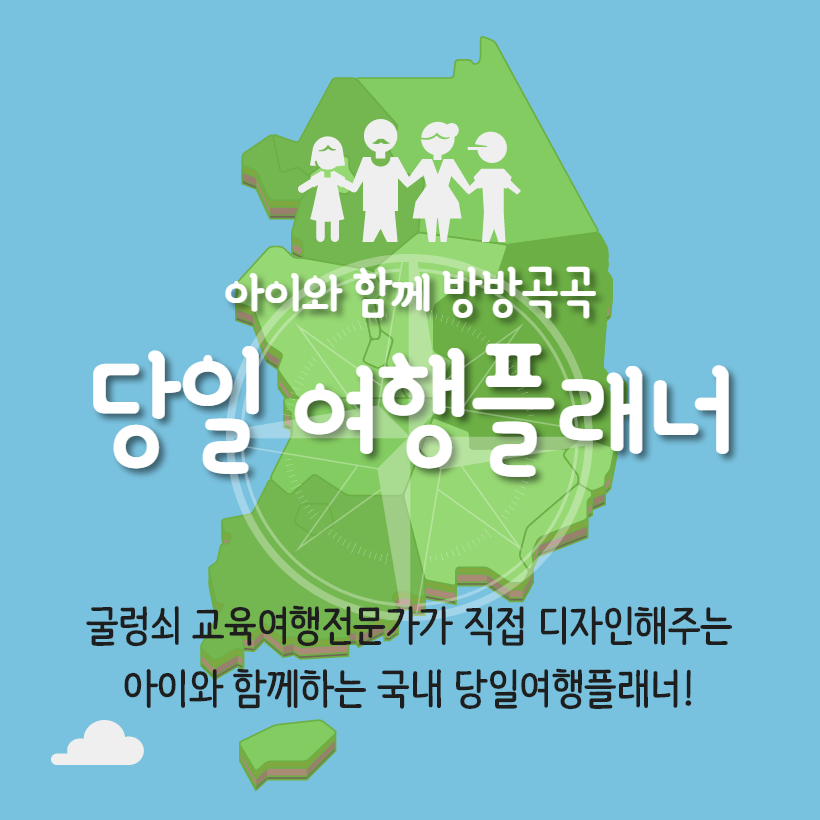 아이와 함께 방방곡곡
당일 여행플래너
굴렁쇠 교육여행전문가가 직접 디자인해주는
아이와 함께하는 국내 당일여행플래너!